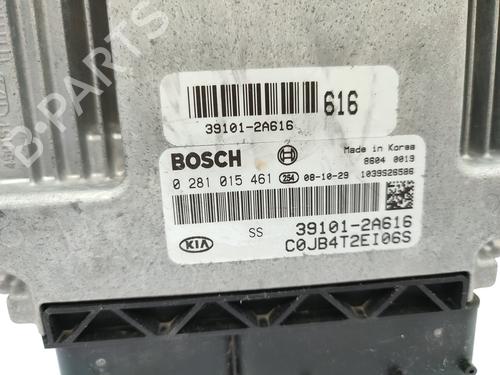 616
39101-2A616
BOSCH
Made in Korea
8604 0019
0 281 015 461 254 08-10-29 1039S28586
39101-2A616
SS
C0JB4T2EI06S
KIA
B-PARTS